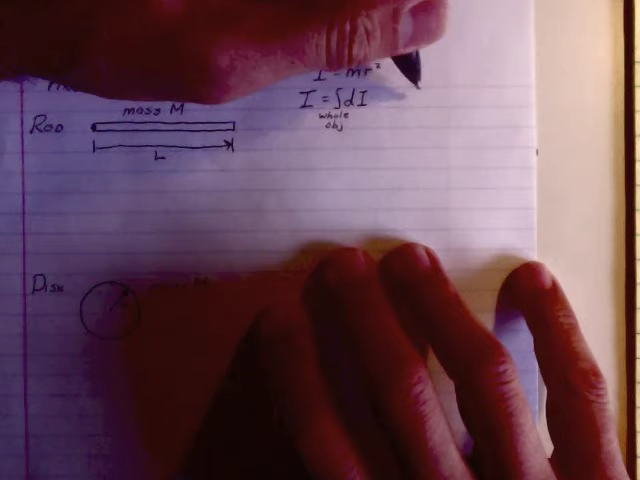 I = mr²
mass M
I = ∫dI
whole
obj
Rod
L
Disk